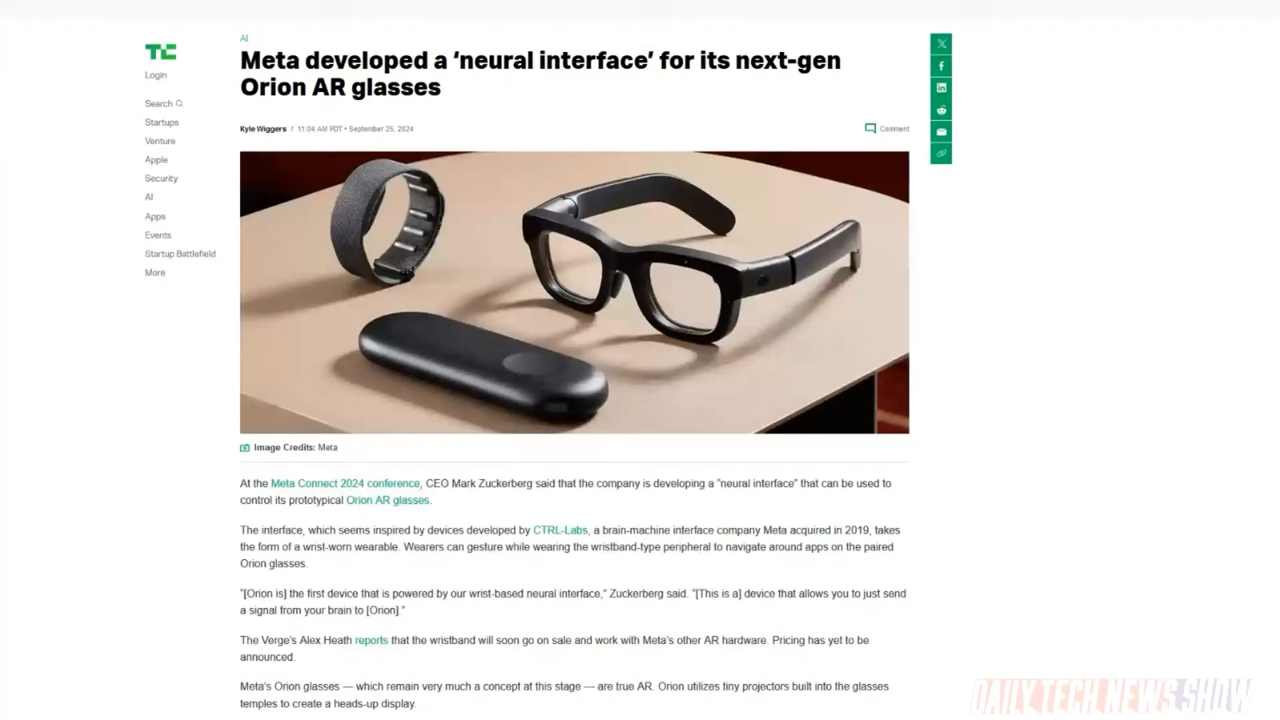 TC
Login
Search
Startups
Venture
Apple
Security
AI
Apps
Events
Startup Battlefield
More
AI
Meta developed a ‘neural interface’ for its next-gen
Orion AR glasses
Kyle Wiggers / 11:04 AM PDT • September 25, 2024
Comment
Image Credits: Meta
At the Meta Connect 2024 conference, CEO Mark Zuckerberg said that the company is developing a "neural interface" that can be used to
control its prototypical Orion AR glasses.
The interface, which seems inspired by devices developed by CTRL-Labs, a brain-machine interface company Meta acquired in 2019, takes
the form of a wrist-worn wearable. Wearers can gesture while wearing the wristband-type peripheral to navigate around apps on the paired
Orion glasses.
"[Orion is] the first device that is powered by our wrist-based neural interface," Zuckerberg said. "[This is a] device that allows you to just send
a signal from your brain to [Orion]."
The Verge's Alex Heath reports that the wristband will soon go on sale and work with Meta's other AR hardware. Pricing has yet to be
announced.
Meta's Orion glasses — which remain very much a concept at this stage — are true AR. Orion utilizes tiny projectors built into the glasses
temples to create a heads-up display.
DAILY TECH NEWS SHOW